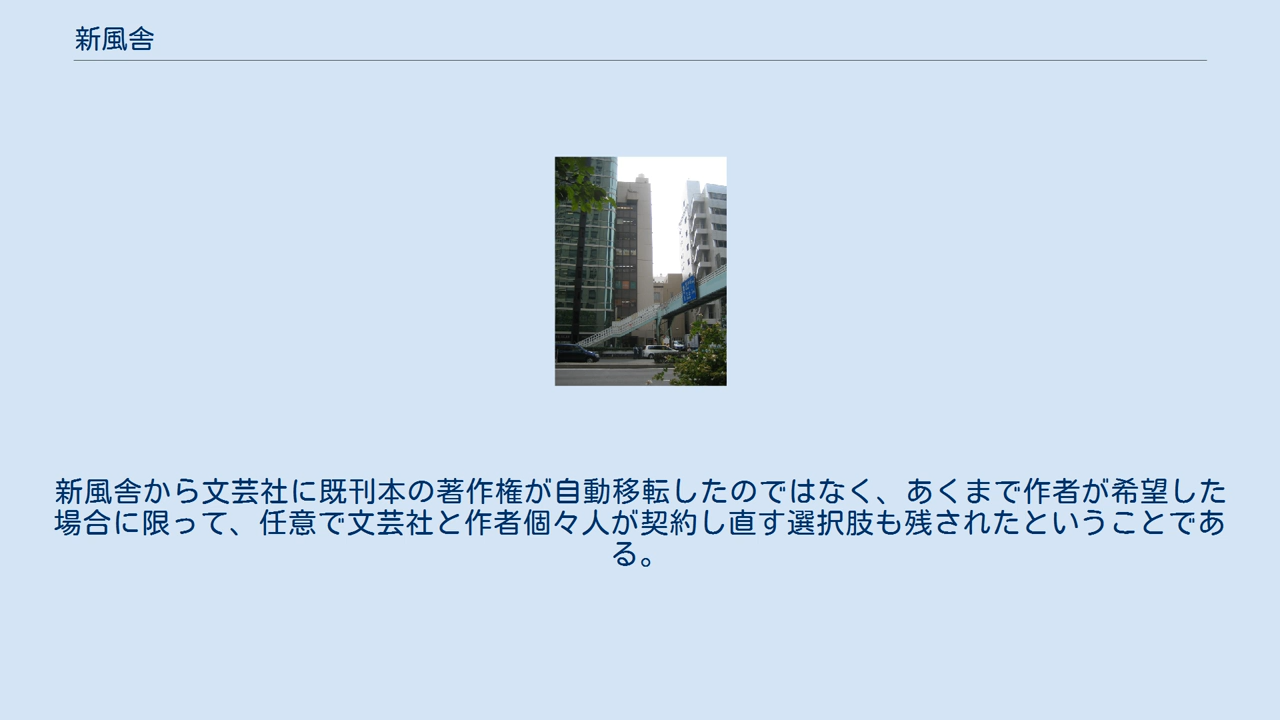 新風舎
新風舎から文芸社に既刊本の著作権が自動移転したのではなく、あくまで作者が希望した
場合に限って、任意で文芸社と作者個々人が契約し直す選択肢も残されたということであ
る。